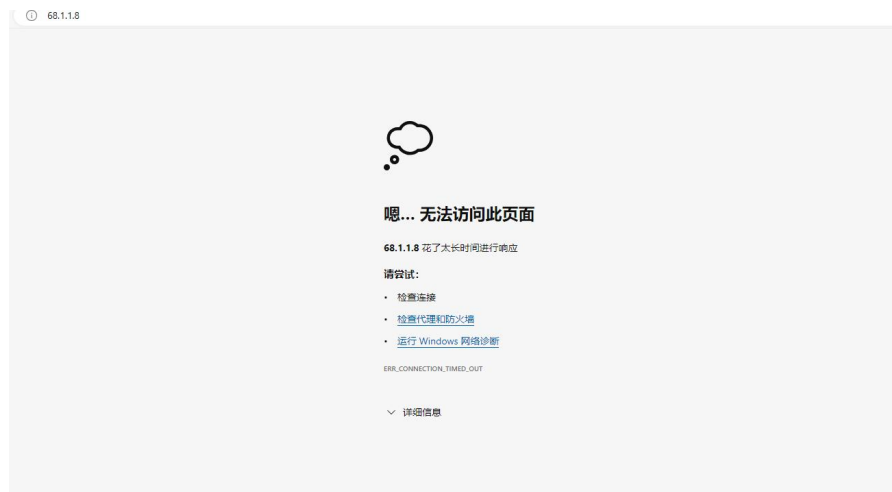 68.1.1.8
嗯... 无法访问此页面
68.1.1.8 花了太长时间进行响应
请尝试：
• 检查连接
• 检查代理和防火墙
• 运行 Windows 网络诊断
ERR_CONNECTION_TIMED_OUT
详细信息